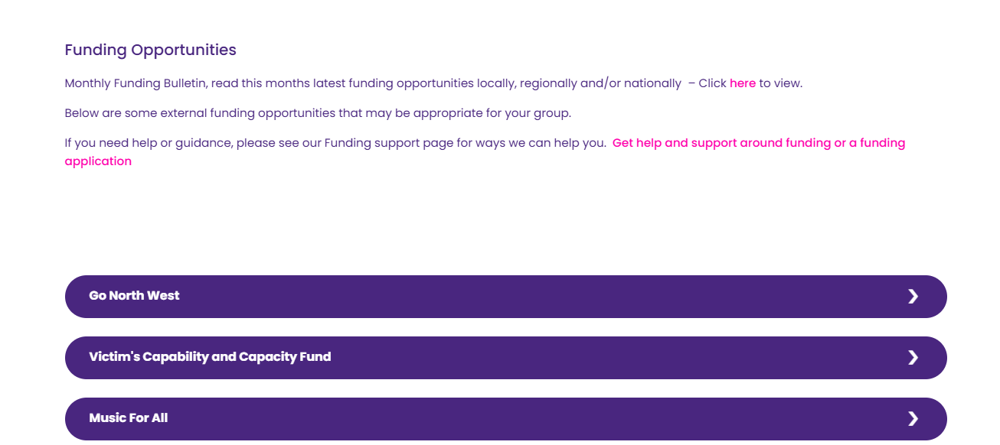 Funding Opportunities
Monthly Funding Bulletin, read this months latest funding opportunities locally, regionally and/or nationally – Click here to view.
Below are some external funding opportunities that may be appropriate for your group.
If you need help or guidance, please see our Funding support page for ways we can help you. Get help and support around funding or a funding
application
Go North West
Victim's Capability and Capacity Fund
Music For All